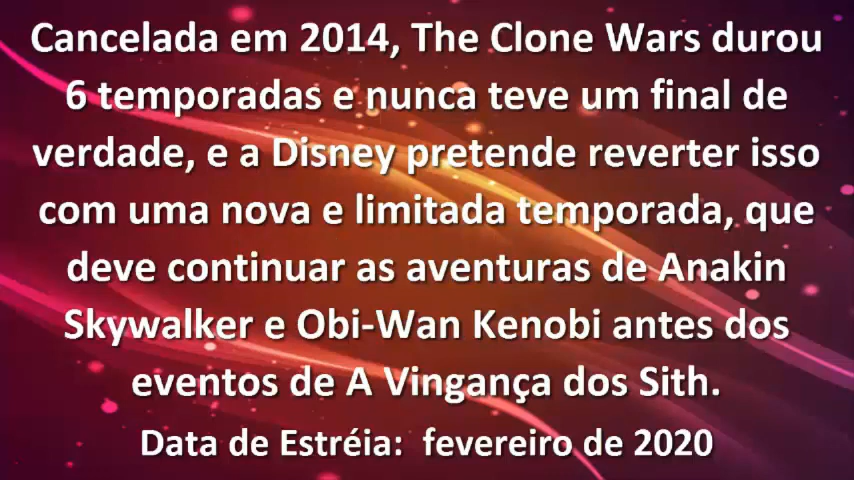 Cancelada em 2014, The Clone Wars durou
6 temporadas e nunca teve um final de
verdade, e a Disney pretende reverter isso
com uma nova e limitada temporada, que
deve continuar as aventuras de Anakin
Skywalker e Obi-Wan Kenobi antes dos
eventos de A Vingança dos Sith.
Data de Estréia:  fevereiro de 2020